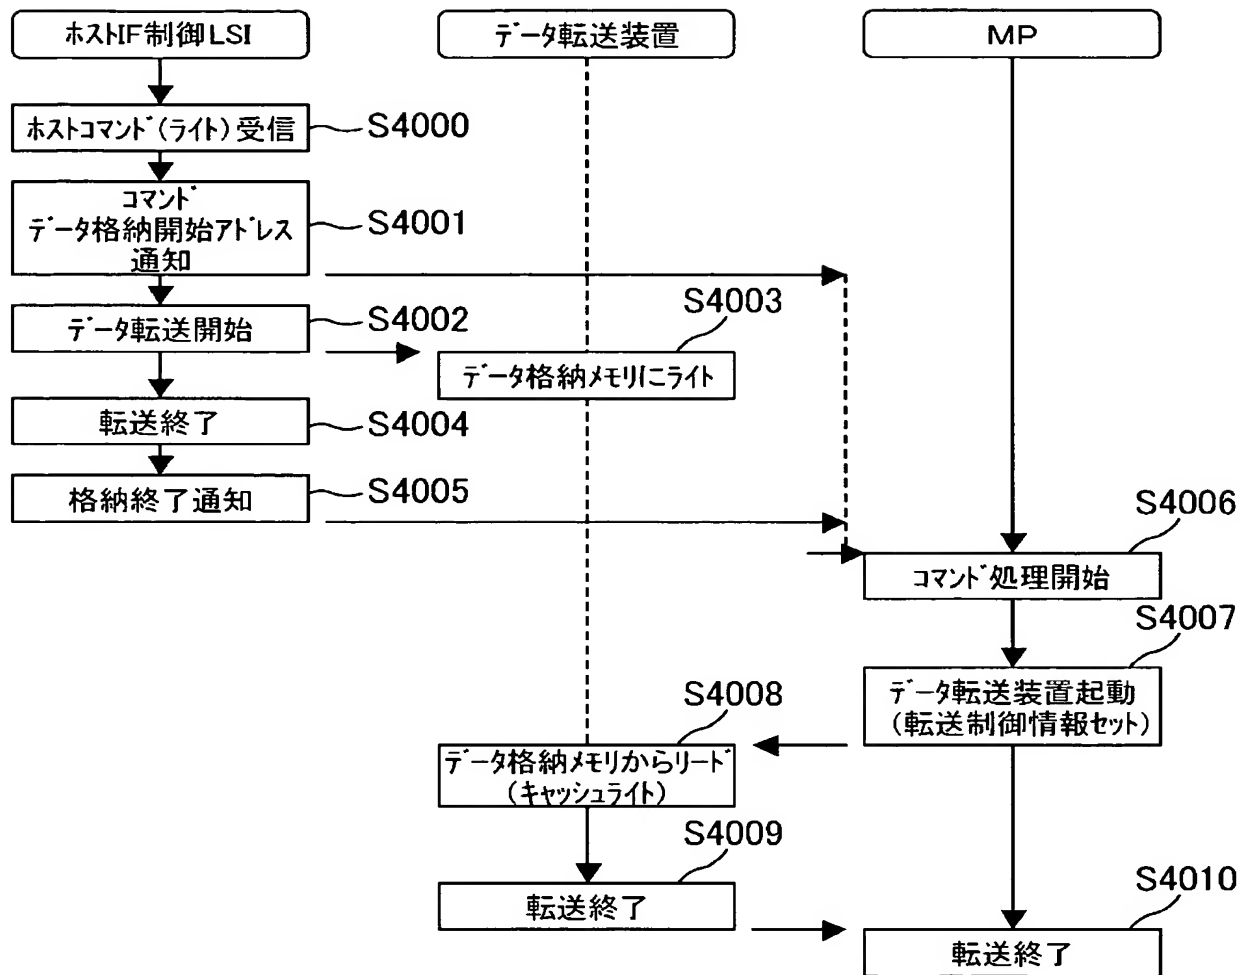 ホストIF制御LSI
データ転送装置
MP
ホストコマンド(ライト)受信
S4000
コマンド
データ格納開始アドレス
通知
S4001
データ転送開始
S4002
S4003
データ格納メモリにライト
転送終了
S4004
格納終了通知
S4005
S4006
コマンド処理開始
S4007
データ転送装置起動
(転送制御情報セット)
S4008
データ格納メモリからリード
(キャッシュライト)
S4009
転送終了
S4010
転送終了